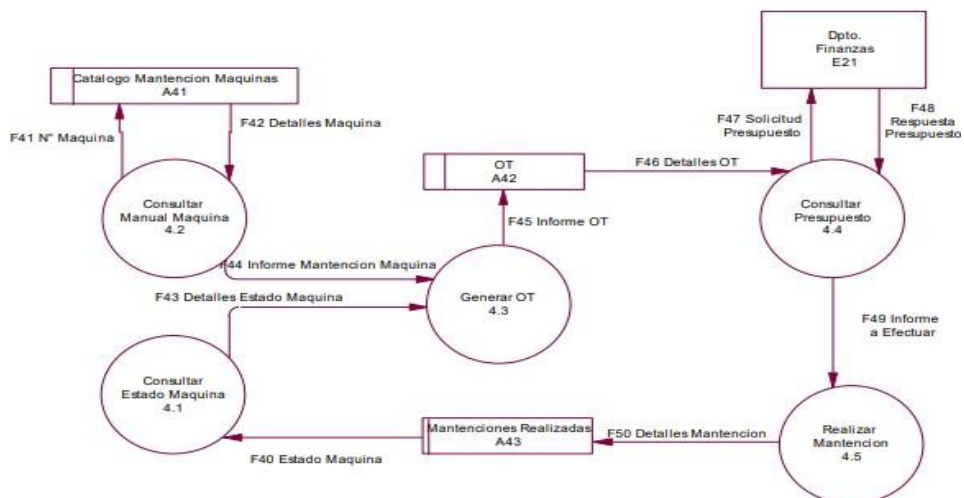 Dpto.
Finanzas
E21
Catalogo Mantencion Maquinas
A41
F41 N° Maquina
F42 Detalles Maquina
F47 Solicitud
Presupuesto
F48
Respuesta
Presupuesto
OT
A42
F46 Detalles OT
Consultar
Manual Maquina
4.2
Consultar
Presupuesto
4.4
F45 Informe OT
F44 Informe Mantencion Maquina
F43 Detalles Estado Maquina
Generar OT
4.3
F49 Informe
a Efectuar
Consultar
Estado Maquina
4.1
Mantenciones Realizadas
A43
F50 Detalles Mantencion
Realizar
Mantencion
4.5
F40 Estado Maquina